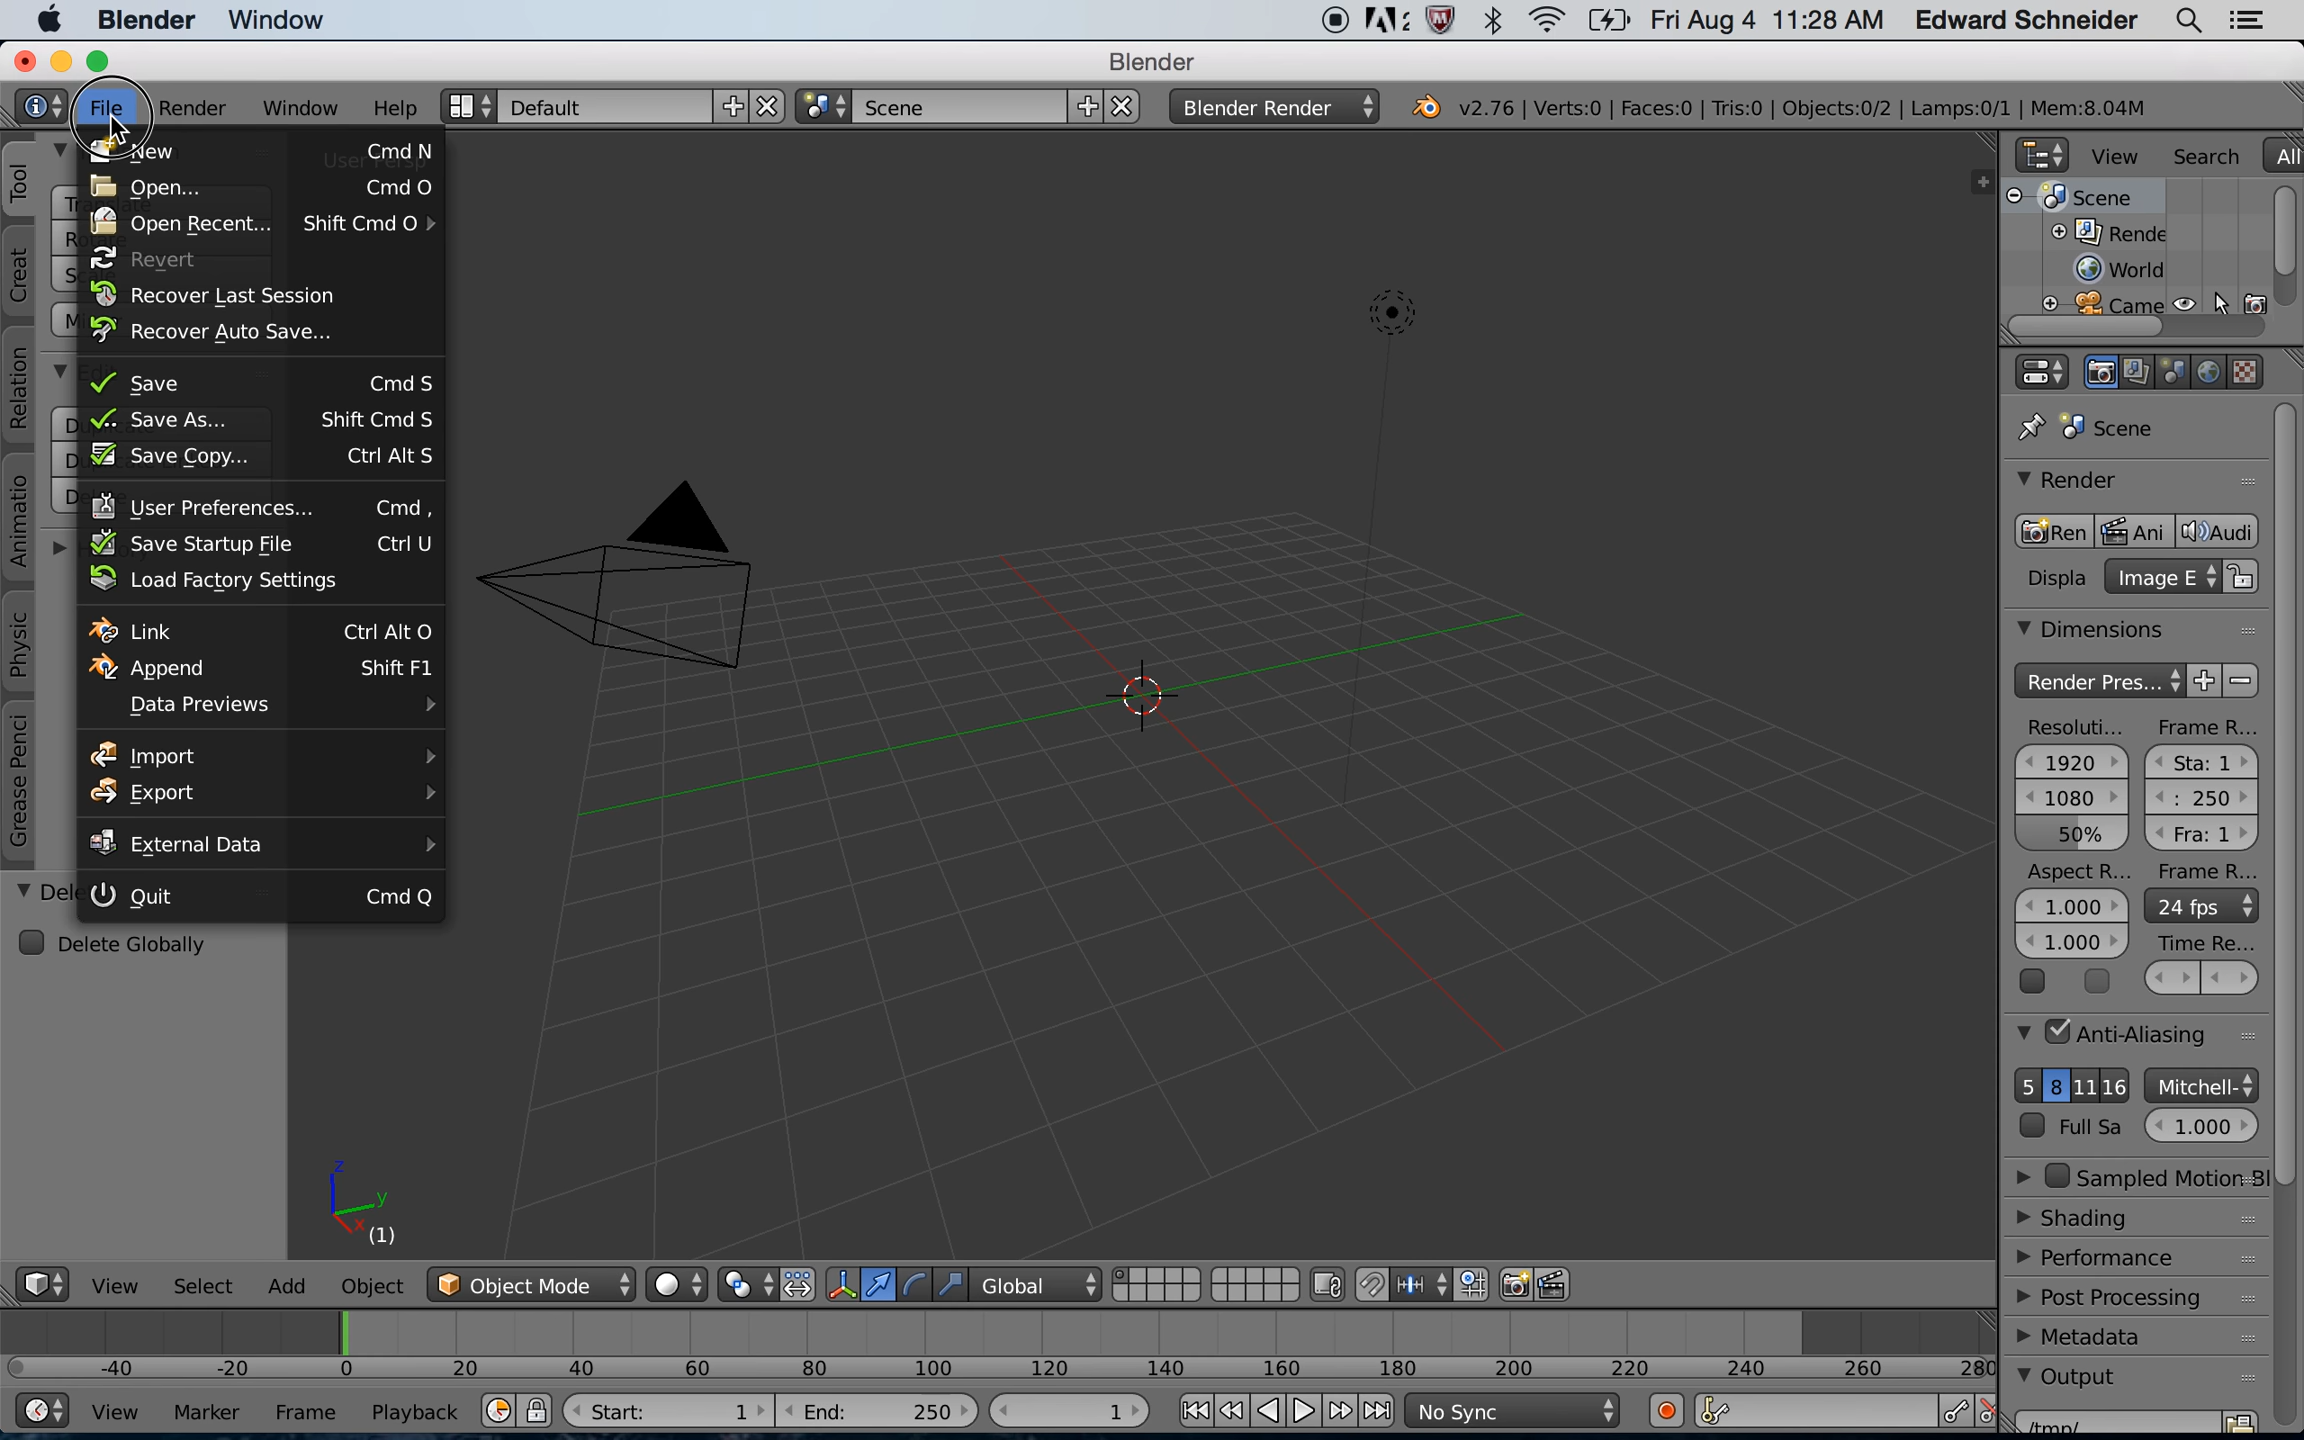 Blender Window Fri Aug 4 11:28 AM Edward Schneider
Blender
File Render Window Help Default Scene Blender Render v2.76 | Verts:0 | Faces:0 | Tris:0 | Objects:0/2 | Lamps:0/1 | Mem:8.04M
New Cmd N
Open... Cmd O
Open Recent... Shift Cmd O
Revert
Recover Last Session
Recover Auto Save...
Save Cmd S
Save As... Shift Cmd S
Save Copy... Ctrl Alt S
User Preferences... Cmd ,
Save Startup File Ctrl U
Load Factory Settings
Link Ctrl Alt O
Append Shift F1
Data Previews
Import
Export
External Data
Quit Cmd Q
Tool
Creat
Relation
Animatio
Physic
Grease Penci
User Persp
Dele
Delete Globally
z
y
x
(1)
View Search All
Scene
Rende
World
Came
Scene
Render
Ren Ani Audi
Displa Image E
Dimensions
Render Pres...
Resoluti... Frame R...
1920 Sta: 1
1080 : 250
50% Fra: 1
Aspect R... Frame R...
1.000 24 fps
1.000 Time Re...
Anti-Aliasing
5 8 11 16 Mitchell-
Full Sa 1.000
Sampled Motion Bl
Shading
Performance
Post Processing
Metadata
Output
/tmp/
View Select Add Object Object Mode Global
-40 -20 0 20 40 60 80 100 120 140 160 180 200 220 240 260 280
View Marker Frame Playback Start: 1 End: 250 1 No Sync